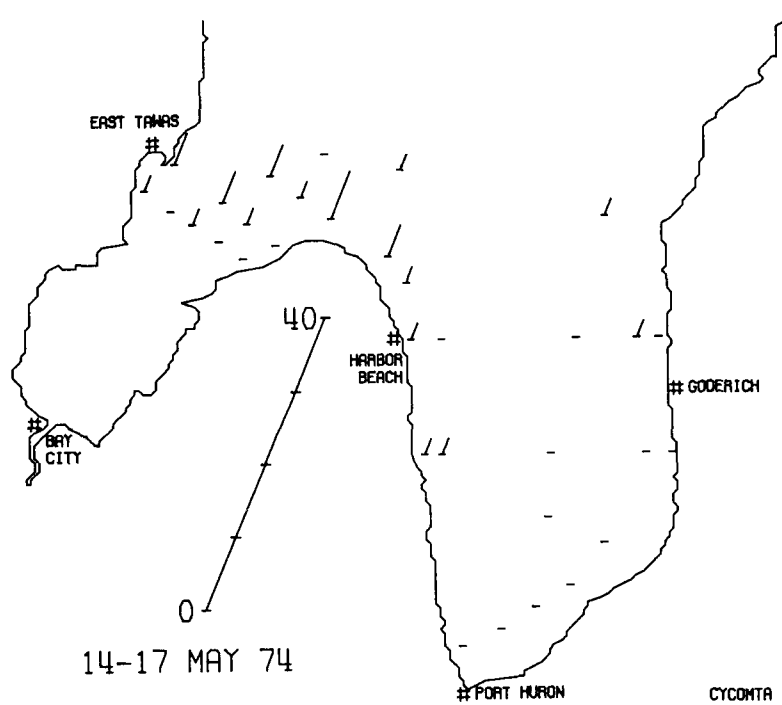 EAST TAWAS
#
40
#
HARBOR
BEACH
# GODERICH
#
BAY
CITY
0
14-17 MAY 74
# PORT HURON
CYCOMTA